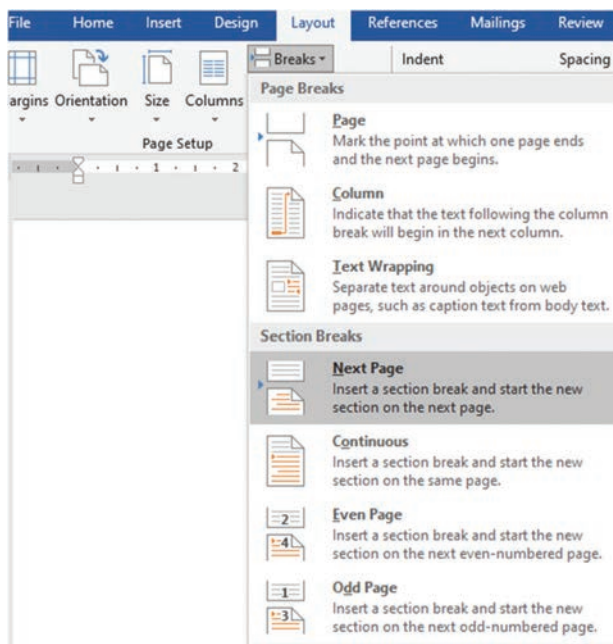 File Home Insert Design Layout References Mailings Review
Breaks Indent Spacing
argins Orientation Size Columns
Page Setup
1 2
Page Breaks
Page
Mark the point at which one page ends
and the next page begins.
Column
Indicate that the text following the column
break will begin in the next column.
Text Wrapping
Separate text around objects on web
pages, such as caption text from body text.
Section Breaks
Next Page
Insert a section break and start the new
section on the next page.
Continuous
Insert a section break and start the new
section on the same page.
2
4
Even Page
Insert a section break and start the new
section on the next even-numbered page.
1
3
Odd Page
Insert a section break and start the new
section on the next odd-numbered page.